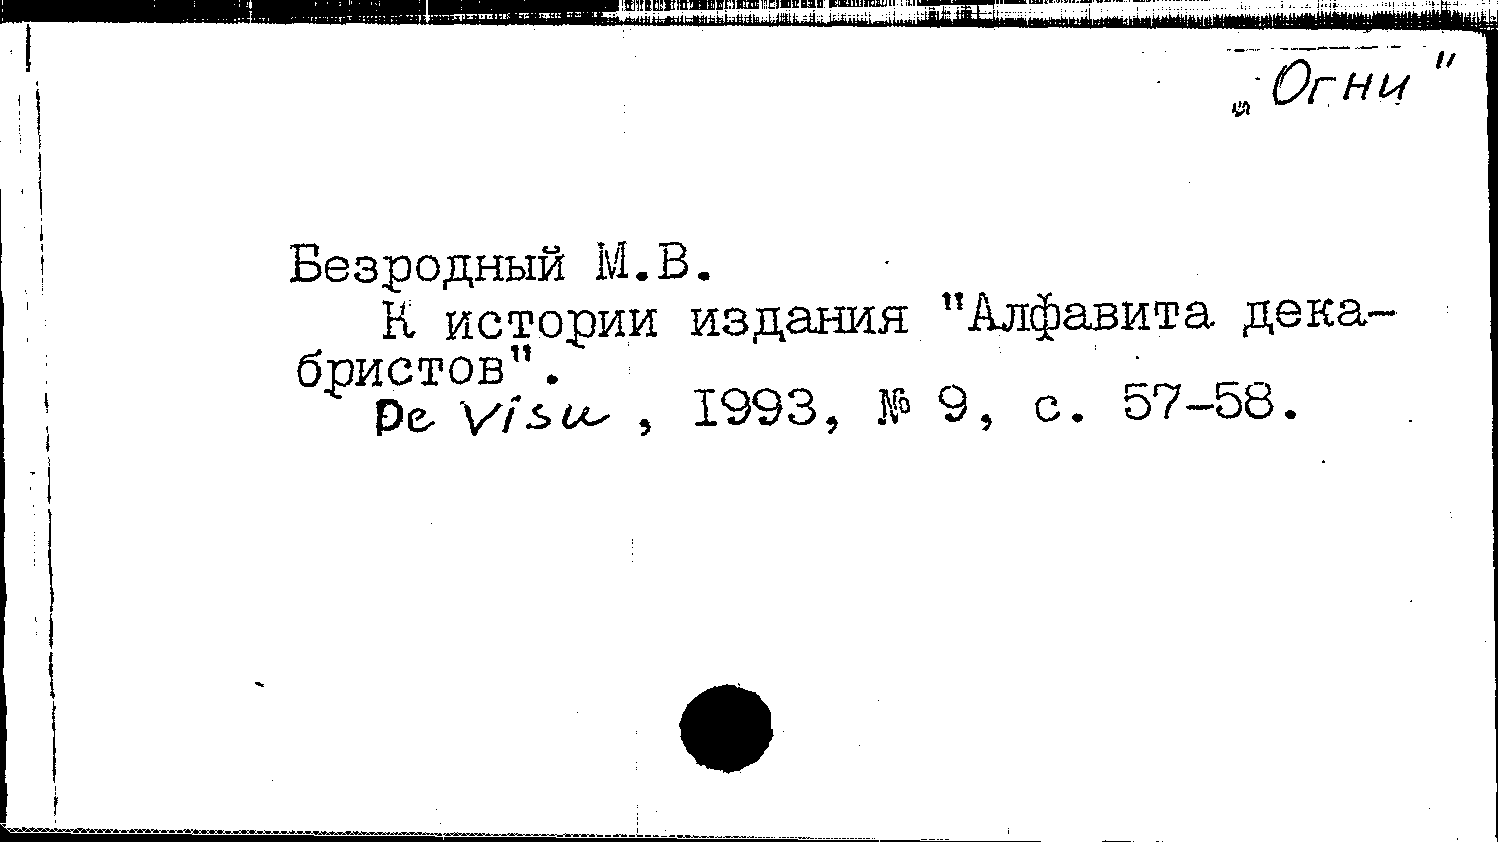 „Огни"
Безродный М.В.
К истории издания "Алфавита дека-
бристов".
De visu, 1993, № 9, с. 57-58.